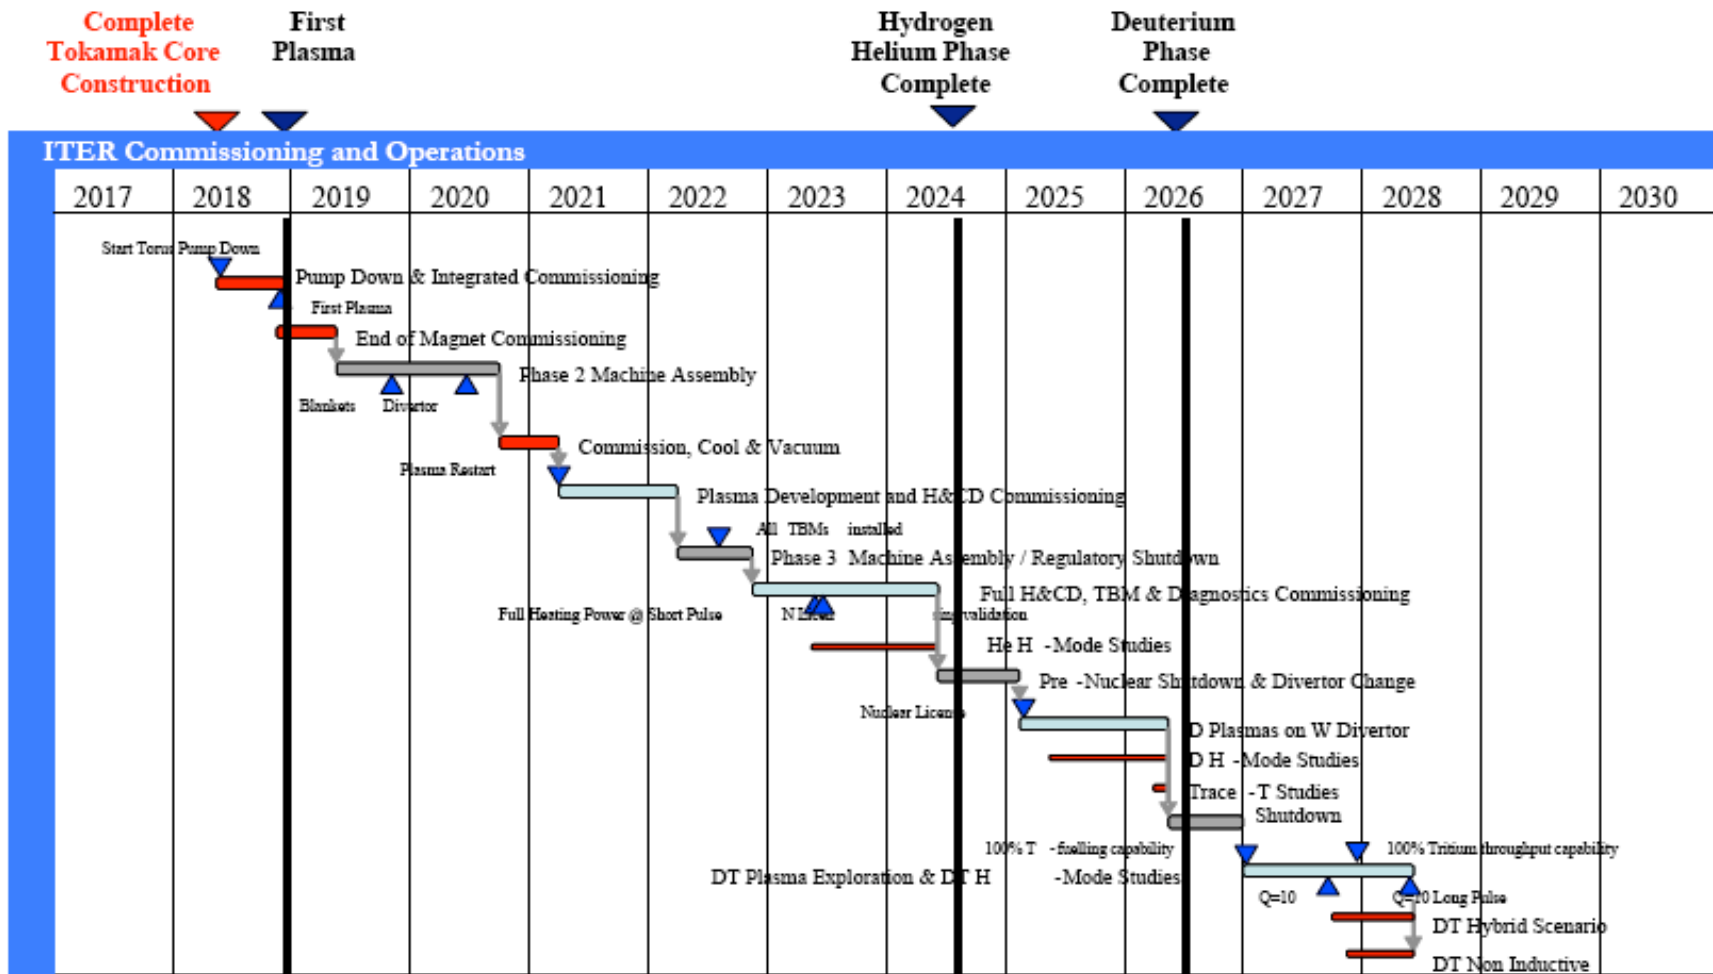 Complete
Tokamak Core
Construction
First
Plasma
Hydrogen
Helium Phase
Complete
Deuterium
Phase
Complete
ITER Commissioning and Operations
2017 2018 2019 2020 2021 2022 2023 2024 2025 2026 2027 2028 2029 2030
Start Torus Pump Down
Pump Down & Integrated Commissioning
First Plasma
End of Magnet Commissioning
Phase 2 Machine Assembly
Blankets Divertor
Commission, Cool & Vacuum
Plasma Restart
Plasma Development and H&CD Commissioning
All TBMs installed
Phase 3 Machine Assembly / Regulatory Shutdown
Full H&CD, TBM & Diagnostics Commissioning
Full Heating Power @ Short Pulse validation
He H -Mode Studies
Pre -Nuclear Shutdown & Divertor Change
Nuclear License
D Plasmas on W Divertor
D H -Mode Studies
Trace -T Studies
Shutdown
100% T -fuelling capability 100% Tritium throughput capability
DT Plasma Exploration & DT H -Mode Studies
Q=10 Q=10 Long Pulse
DT Hybrid Scenario
DT Non Inductive